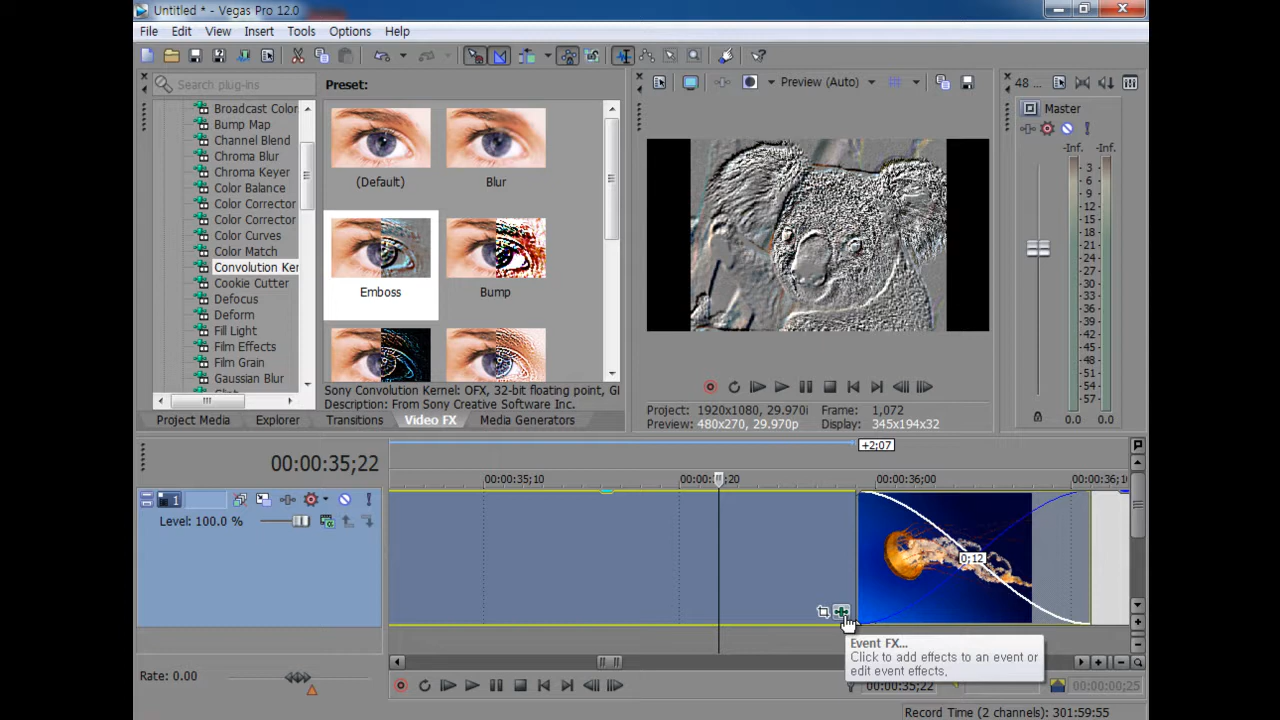 Untitled * - Vegas Pro 12.0
File Edit View Insert Tools Options Help
Search plug-ins
Preset:
Preview (Auto)
48 ...
Broadcast Color
Bump Map
Channel Blend
Chroma Blur
Chroma Keyer
Color Balance
Color Corrector
Color Corrector
Color Curves
Color Match
Convolution Ker
Cookie Cutter
Defocus
Deform
Fill Light
Film Effects
Film Grain
Gaussian Blur
(Default)
Blur
Emboss
Bump
Sony Convolution Kernel: OFX, 32-bit floating point, GI
Description: From Sony Creative Software Inc.
Project Media Explorer Transitions Video FX Media Generators
Project: 1920x1080, 29.970i
Frame: 1,072
Preview: 480x270, 29.970p
Display: 345x194x32
Master
-Inf. -Inf.
3
6
9
12
15
18
21
24
27
30
33
36
39
42
45
48
51
54
57
0.0 0.0
+2;07
00:00:35;22
00:00:35;10
00:00:36;00
1
Level: 100.0 %
0;12
Event FX...
Click to add effects to an event or
edit event effects,
Rate: 0.00
00:00:35;22
00:00:00;25
Record Time (2 channels): 301:59:55